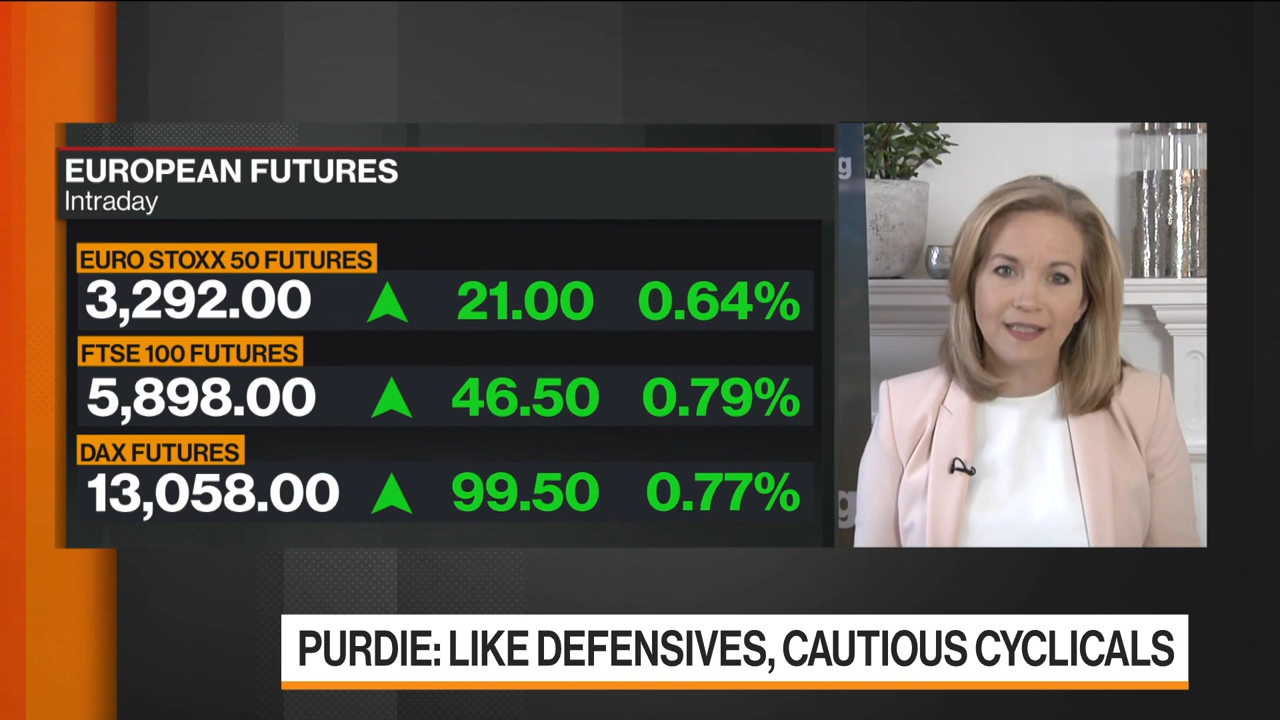 EUROPEAN FUTURES
Intraday
EURO STOXX 50 FUTURES
3,292.00 ▲ 21.00 0.64%
FTSE 100 FUTURES
5,898.00 ▲ 46.50 0.79%
DAX FUTURES
13,058.00 ▲ 99.50 0.77%
g
g
PURDIE: LIKE DEFENSIVES, CAUTIOUS CYCLICALS